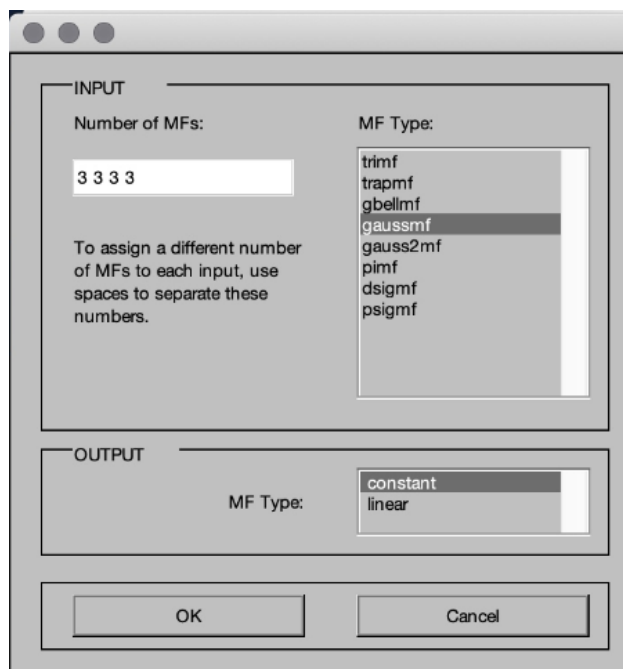 INPUT
Number of MFs:
3 3 3 3
To assign a different number
of MFs to each input, use
spaces to separate these
numbers.
MF Type:
trimf
trapmf
gbellmf
gaussmf
gauss2mf
pimf
dsigmf
psigmf
OUTPUT
MF Type:
constant
linear
OK
Cancel